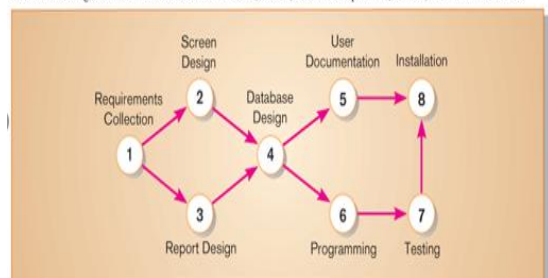 Screen
Design
User
Documentation
Installation
Requirements
Collection
2
Database
Design
5
8
1
4
3
6
7
Report Design
Programming
Testing